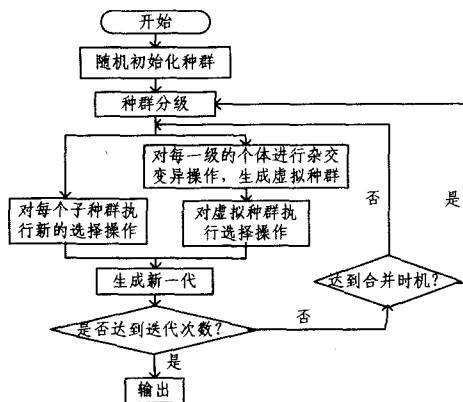 开始
随机初始化种群
种群分级
对每一级的个体进行杂交
变异操作，生成虚拟种群
否
是
对每个子种群执
行新的选择操作
对虚拟种群执
行选择操作
生成新一代
达到合并时机?
是否达到迭代次数?
否
是
输出